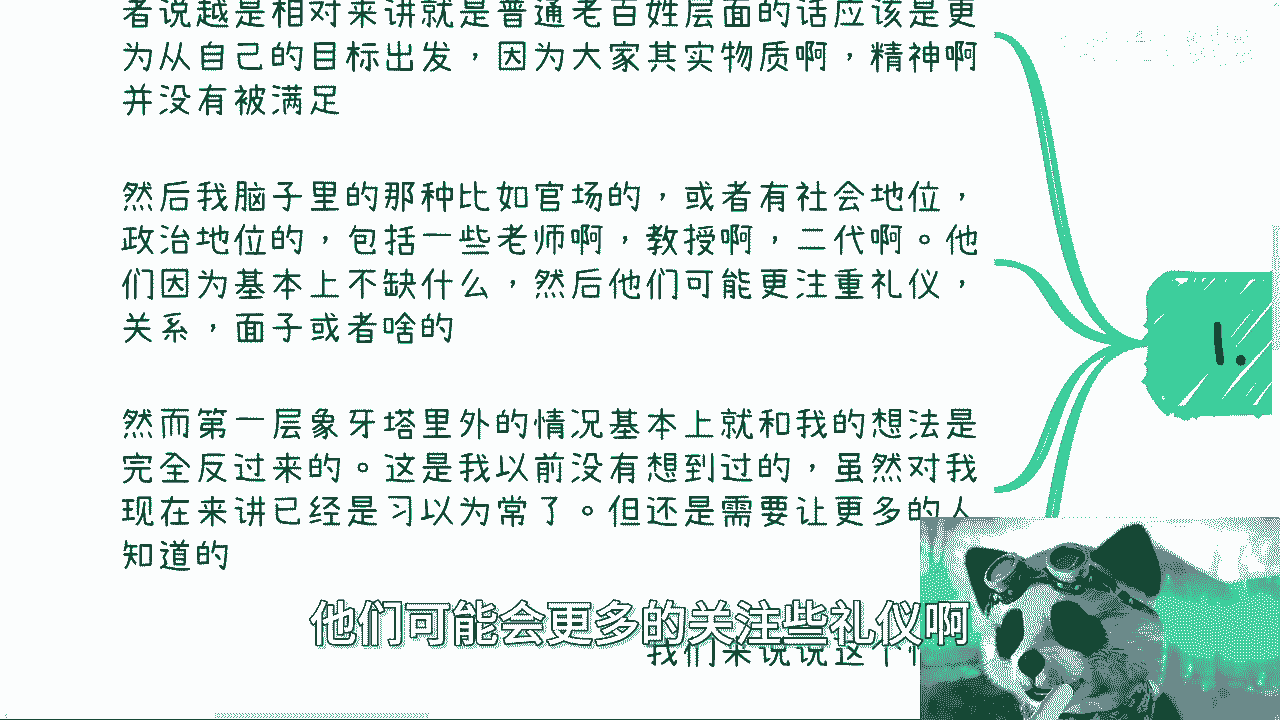 者说越是相对来讲就是普通老百姓层面的话应该是更
为从自己的目标出发，因为大家其实物质啊，精神啊
并没有被满足
然后我脑子里的那种比如官场的，或者有社会地位，
政治地位的，包括一些老师啊，教授啊，二代啊。他
们因为基本上不缺什么，然后他们可能更注重礼仪，
关系，面子或者啥的
1.
然而第一层象牙塔里外的情况基本上就和我的想法是
完全反过来的。这是我以前没有想到过的，虽然对我
现在来讲已经是习以为常了。但还是需要让更多的人
知道的
他们可能会更多的关注些礼仪啊
我们来说说这个